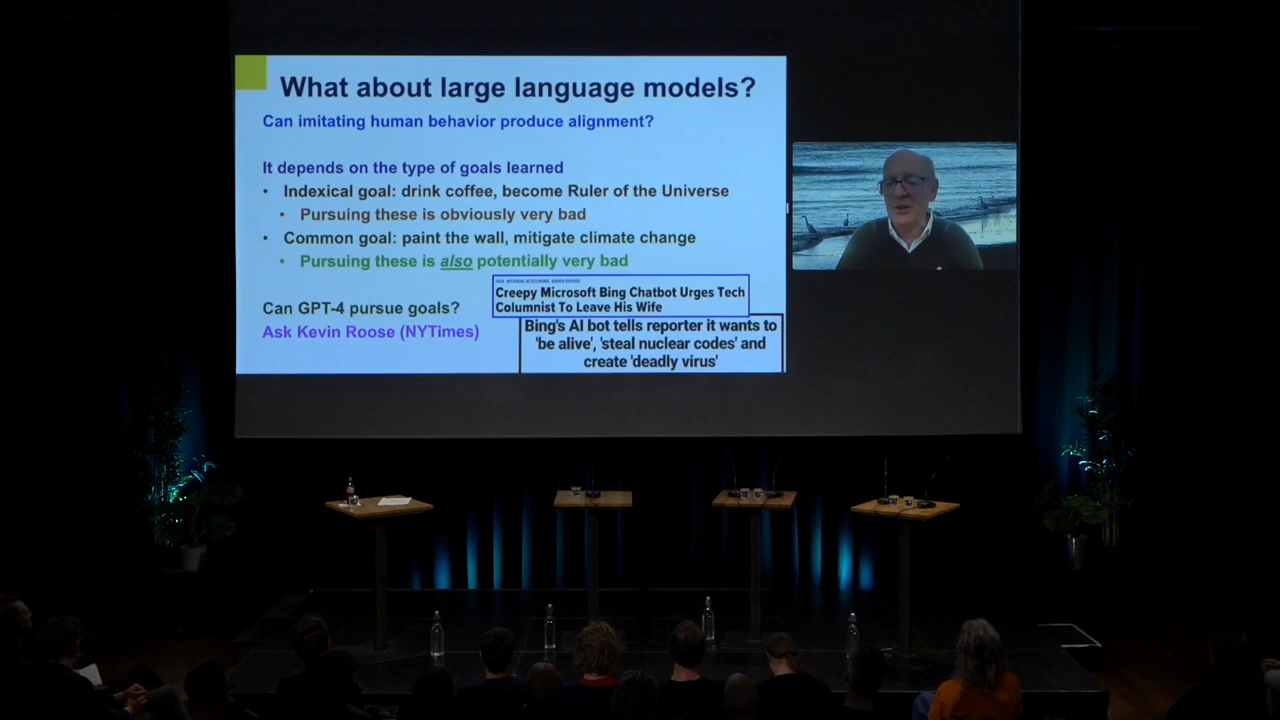 What about large language models?
Can imitating human behavior produce alignment?
It depends on the type of goals learned
• Indexical goal: drink coffee, become Ruler of the Universe
• Pursuing these is obviously very bad
• Common goal: paint the wall, mitigate climate change
• Pursuing these is also potentially very bad
Can GPT-4 pursue goals?
Ask Kevin Roose (NYTimes)
Creepy Microsoft Bing Chatbot Urges Tech
Columnist To Leave His Wife
Bing's AI bot tells reporter it wants to
'be alive', 'steal nuclear codes' and
create 'deadly virus'